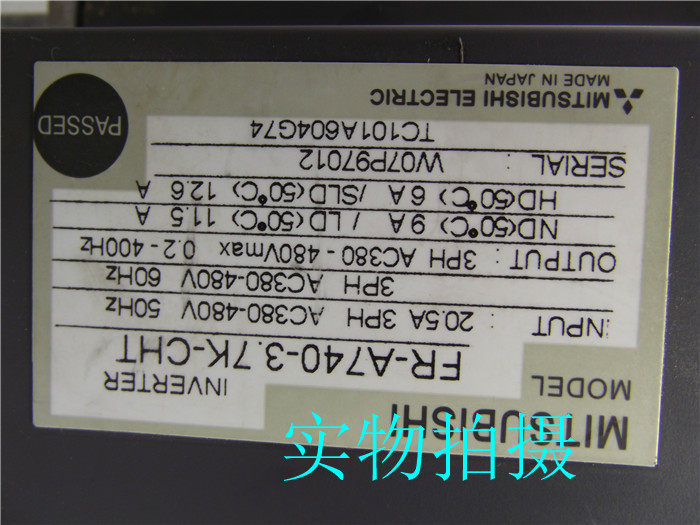 MITSUBISHI
MODEL INVERTER
FR-A740-3.7K-CHT
INPUT : 20.5A 3PH AC380-480V 50Hz
3PH AC380-480V 60Hz
OUTPUT : 3PH AC380-480Vmax 0.2-400Hz
ND(50℃) 9 A / LD(50℃) 11.5 A
HD(50℃) 6 A /SLD(50℃) 12.6 A
SERIAL : W07P97012
TC101A604G74
PASSED
MITSUBISHI ELECTRIC
MADE IN JAPAN
实物拍摄